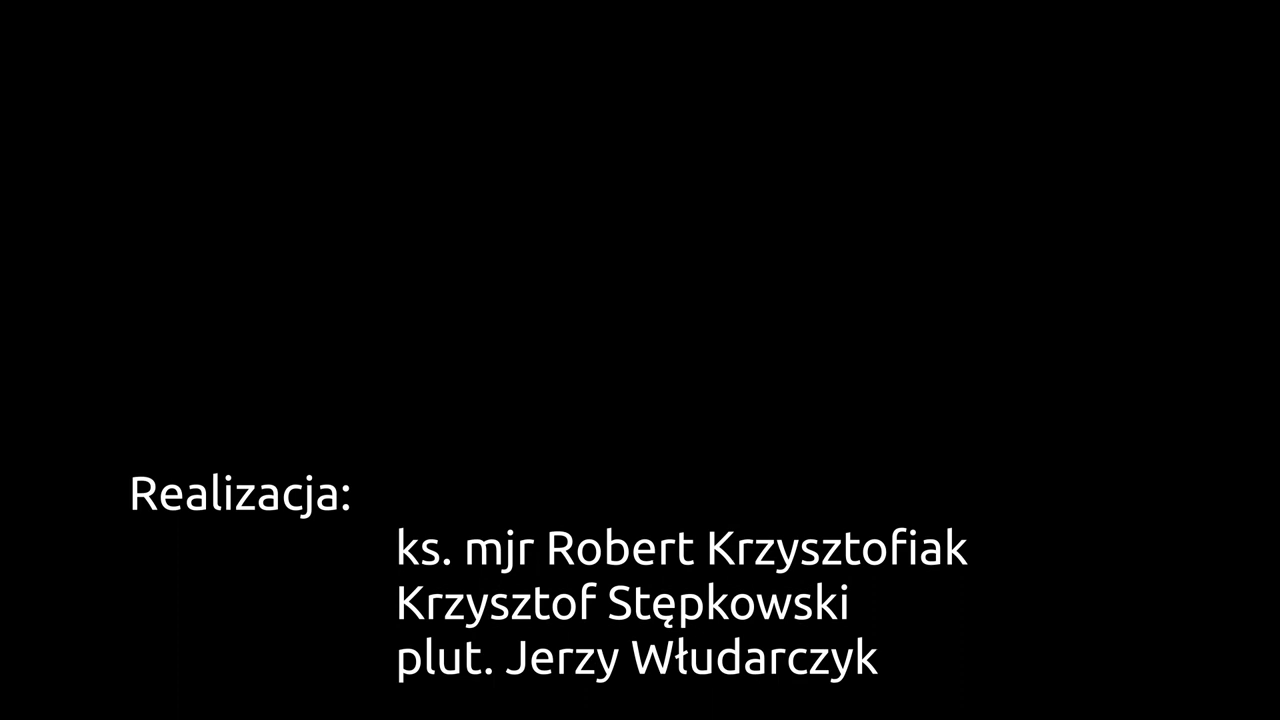 Realizacja:
ks. mjr Robert Krzysztofiak
Krzysztof Stępkowski
plut. Jerzy Włudarczyk